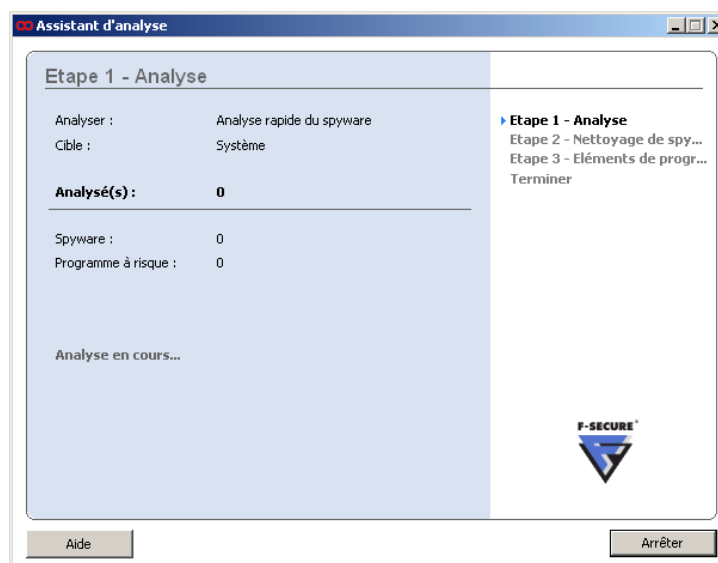 Assistant d'analyse
Etape 1 - Analyse
Analyser : Analyse rapide du spyware
Cible : Système
Analysé(s) : 0
Spyware : 0
Programme à risque : 0
Analyse en cours...
Etape 1 - Analyse
Etape 2 - Nettoyage de spy...
Etape 3 - Eléments de progr...
Terminer
F-SECURE®
Aide
Arrêter